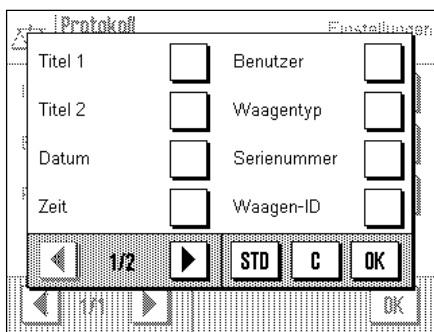 Protokoll Einstellungen
Titel 1 Benutzer
Titel 2 Waagentyp
Datum Serienummer
Zeit Waagen-ID
1/2 STD C OK
1/1 OK